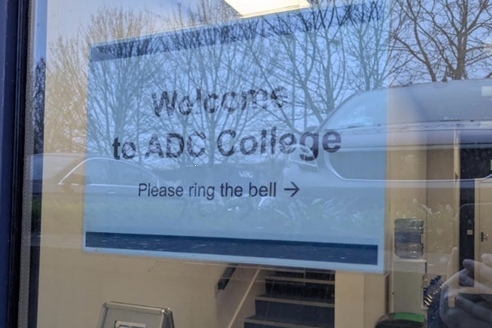 Welcome
to ADC College
Please ring the bell →